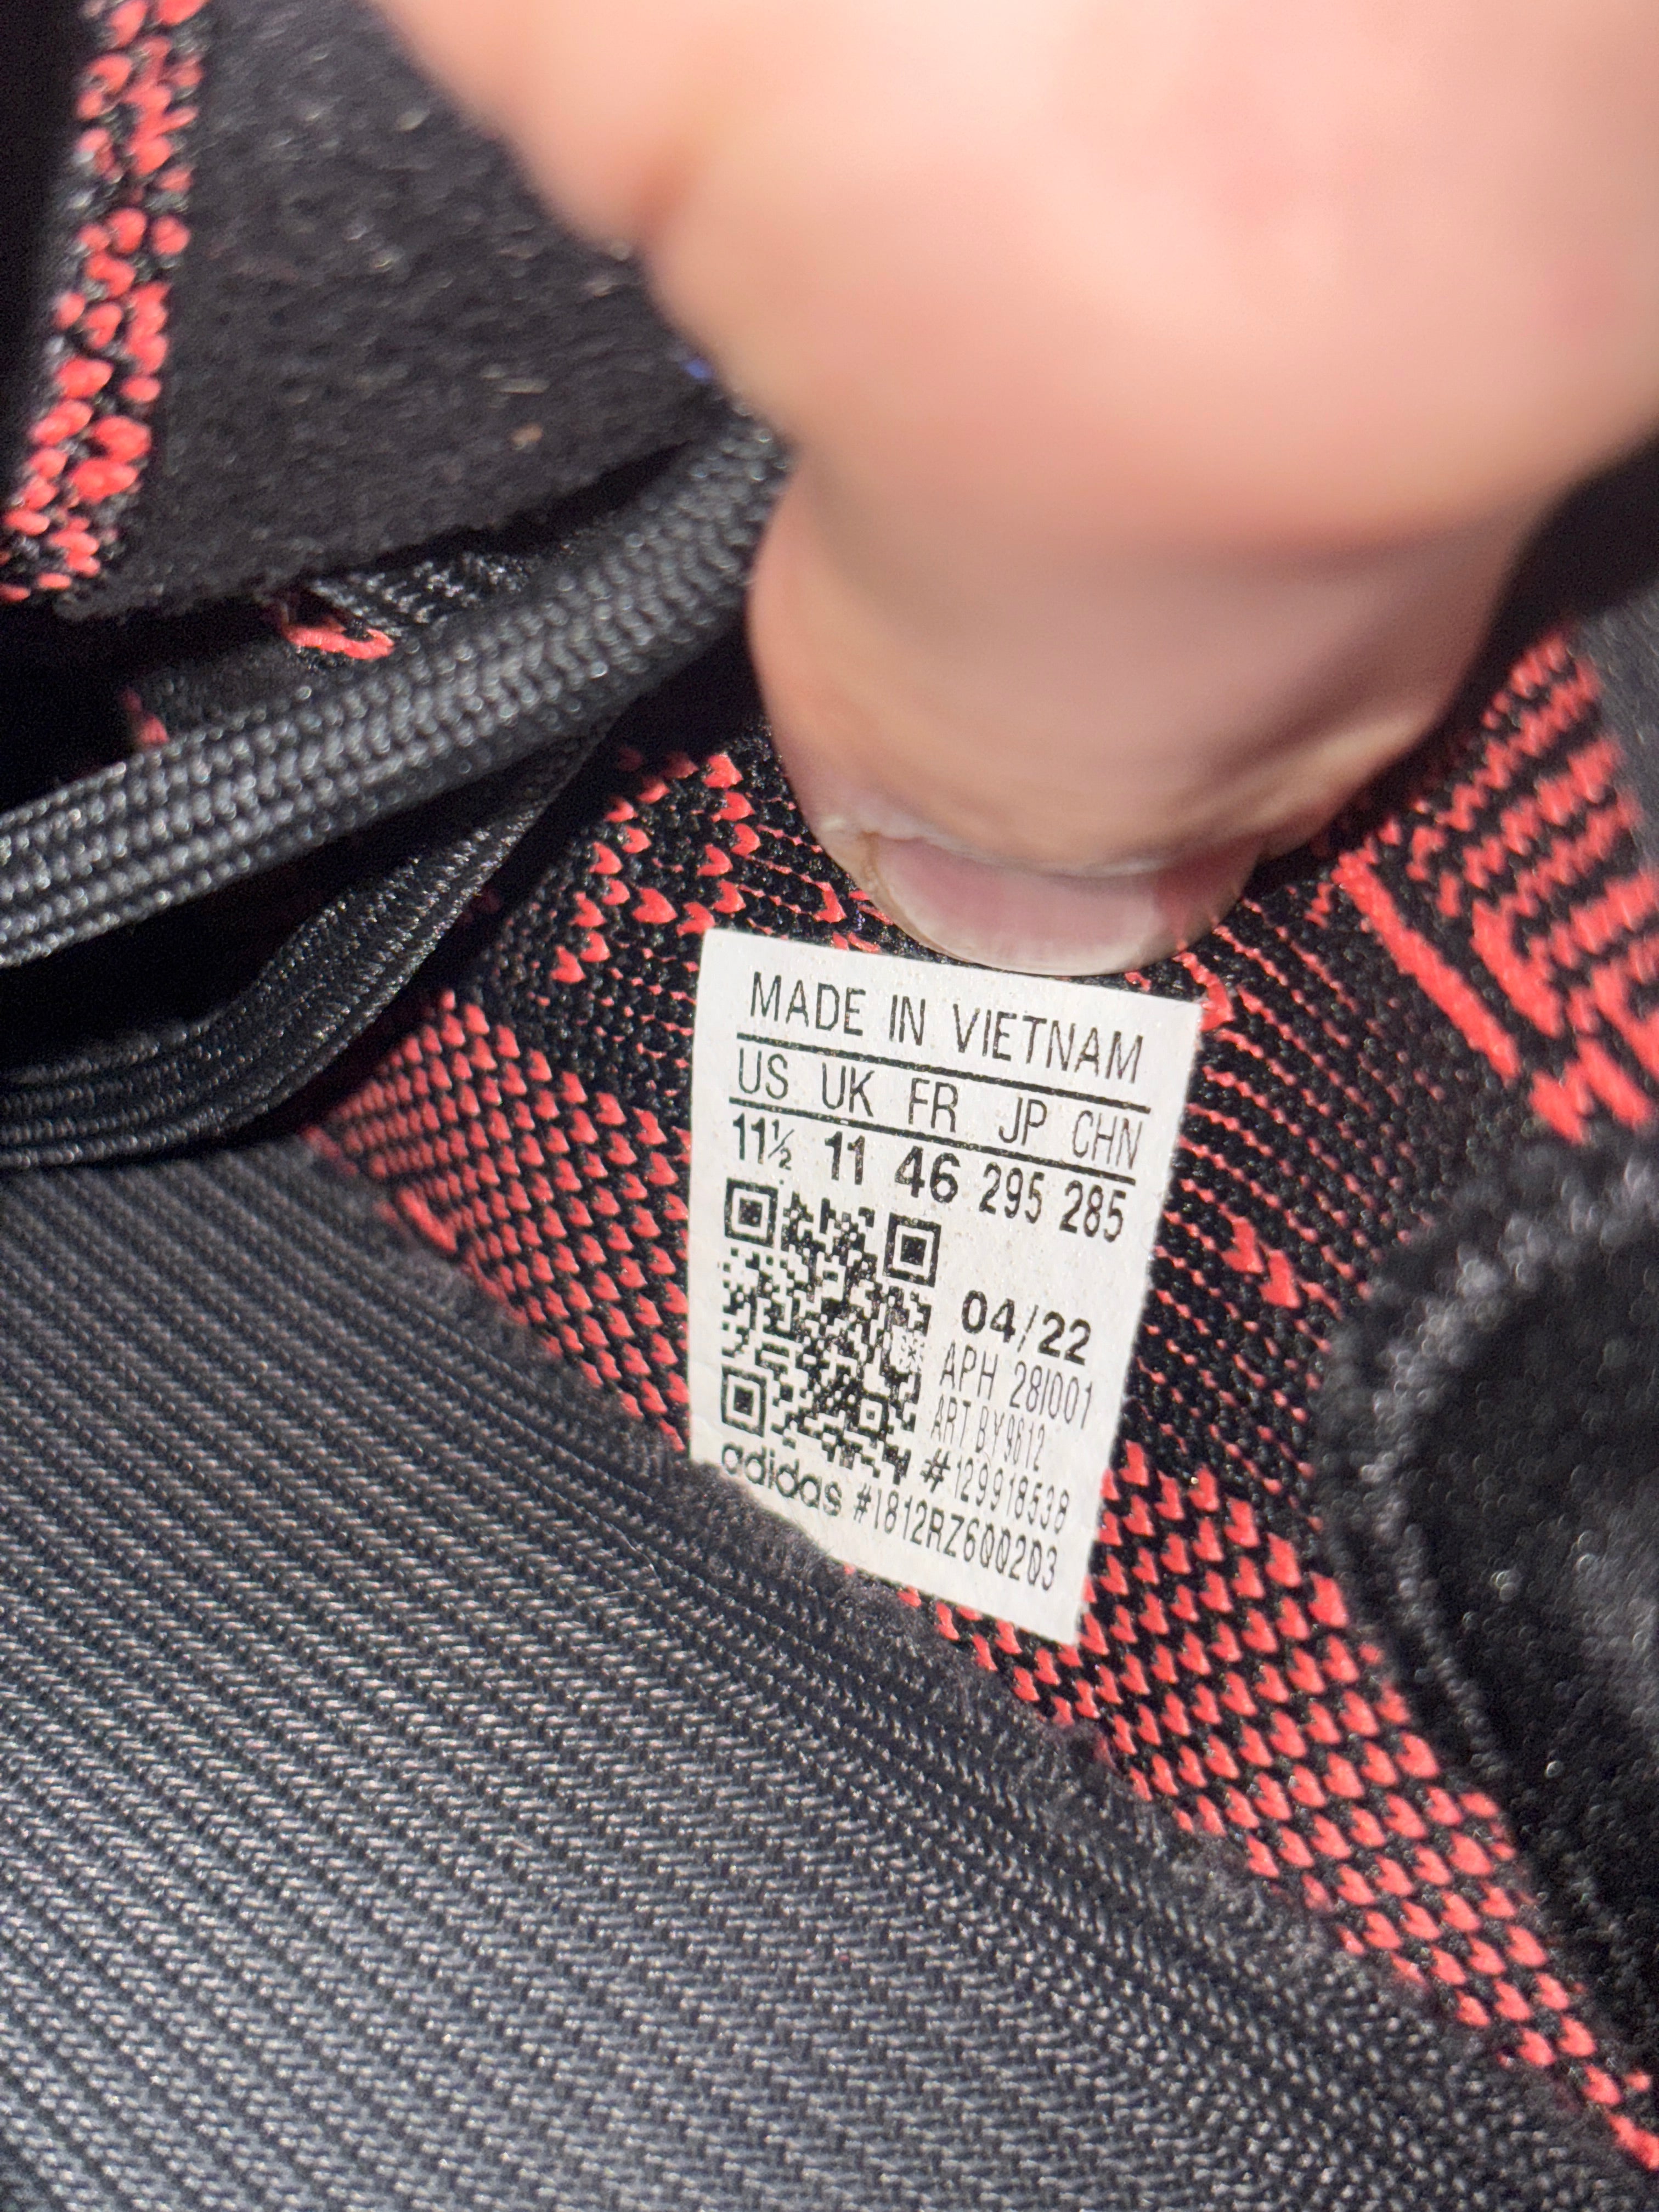 MADE IN VIETNAM
US UK FR JP CHN
11½ 11 46 295 285
04/22
APH 28I001
ART BY9612
#129918538
adidas #I812RZ600203